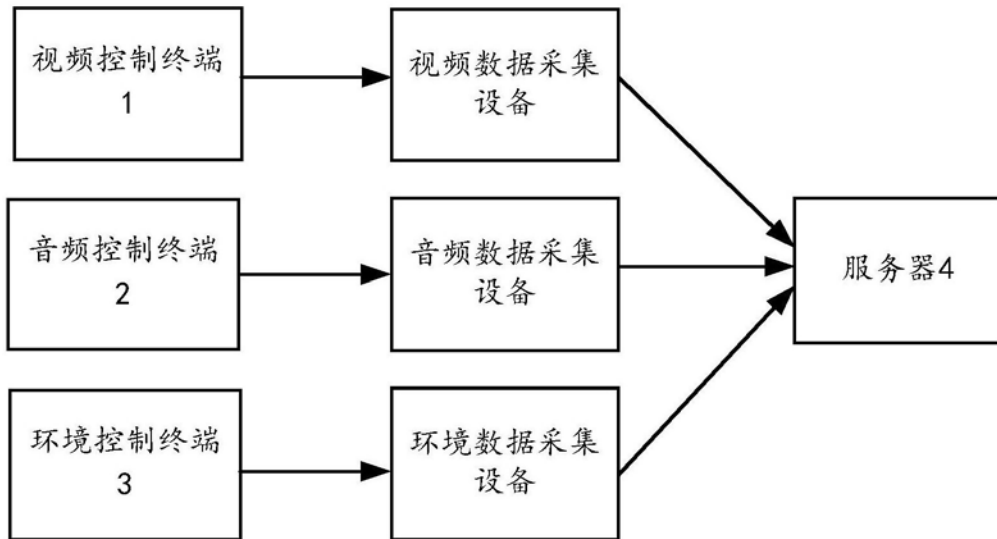 视频控制终端
1
视频数据采集
设备
音频控制终端
2
音频数据采集
设备
服务器4
环境控制终端
3
环境数据采集
设备